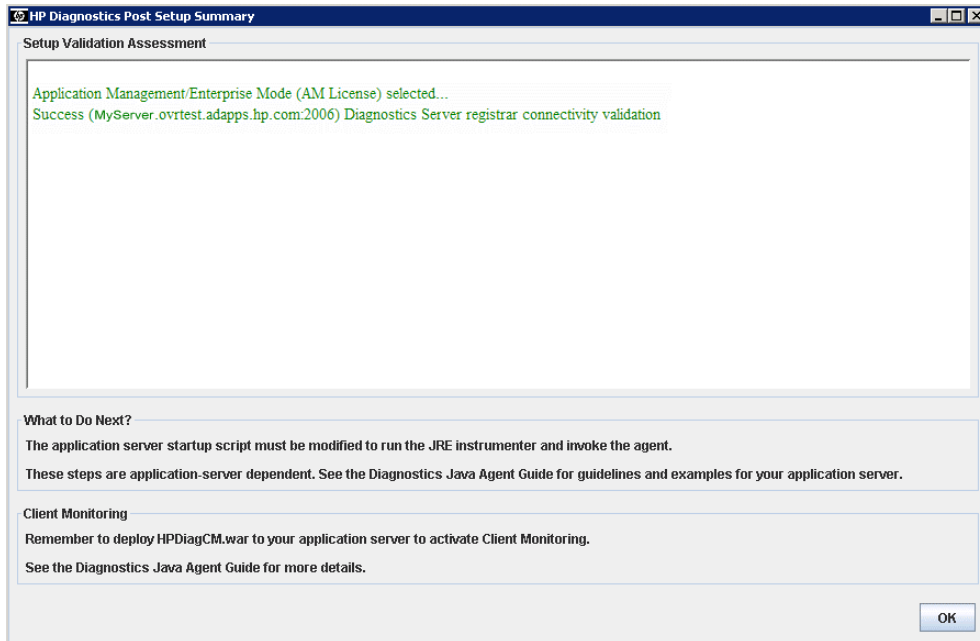 HP Diagnostics Post Setup Summary
Setup Validation Assessment
Application Management/Enterprise Mode (AM License) selected...
Success (MyServer.ovrtest.adapps.hp.com:2006) Diagnostics Server registrar connectivity validation
What to Do Next?
The application server startup script must be modified to run the JRE instrumenter and invoke the agent.
These steps are application-server dependent. See the Diagnostics Java Agent Guide for guidelines and examples for your application server.
Client Monitoring
Remember to deploy HPDiagCM.war to your application server to activate Client Monitoring.
See the Diagnostics Java Agent Guide for more details.
OK